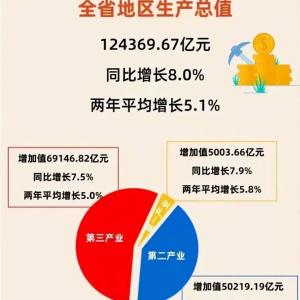 全省地区生产总值
124369.67亿元
同比增长8.0%
两年平均增长5.1%
增加值69146.82亿元
同比增长7.5%
两年平均增长5.0%
增加值5003.66亿元
同比增长7.9%
两年平均增长5.8%
第一产业
第三产业
第二产业
增加值50219.19亿元